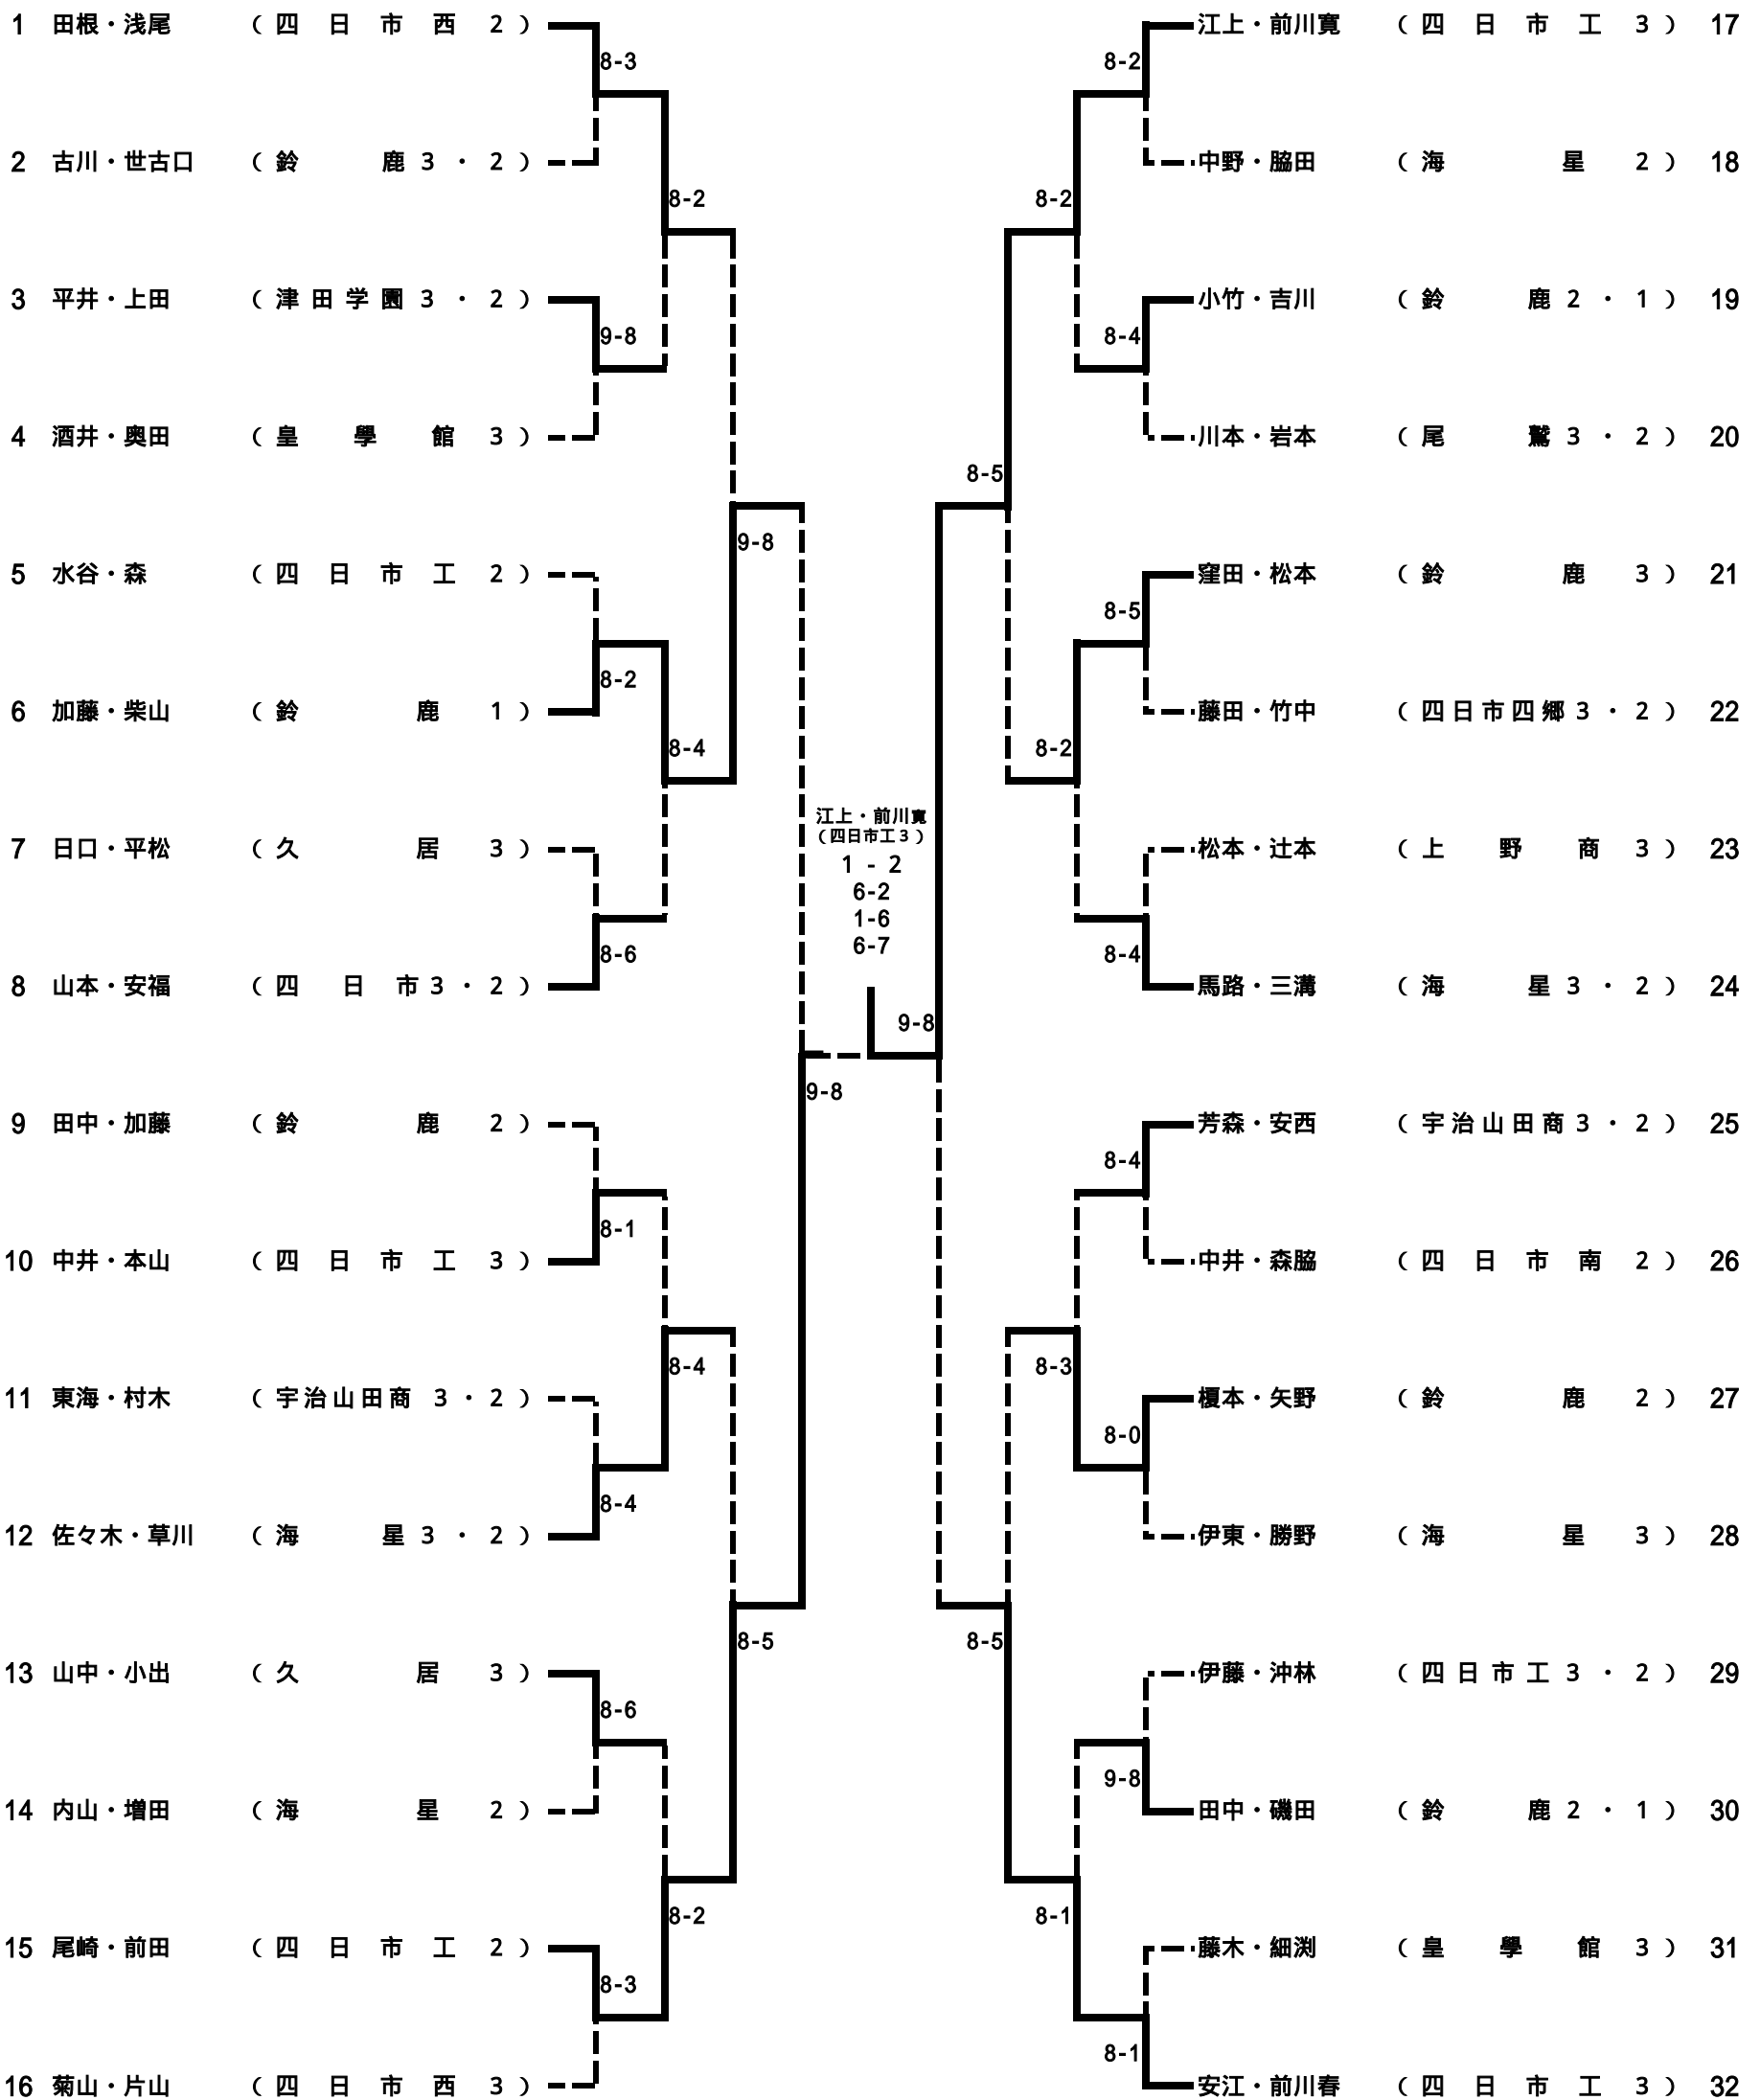 1 田根・浅尾 (四日市西2) 江上・前川寛 (四日市工3) 17
8-3 8-2
2 古川・世古口 (鈴鹿3・2) 中野・脇田 (海星2) 18
8-2 8-2
3 平井・上田 (津田学園3・2) 小竹・吉川 (鈴鹿2・1) 19
9-8 8-4
4 酒井・奥田 (皇學館3) 川本・岩本 (尾鷲3・2) 20
8-5
9-8
5 水谷・森 (四日市工2) 窪田・松本 (鈴鹿3) 21
8-5
8-2
6 加藤・柴山 (鈴鹿1) 藤田・竹中 (四日市四郷3・2) 22
8-4 8-2
江上・前川寛
(四日市工3)
7 日口・平松 (久居3) 松本・辻本 (上野商3) 23
1 - 2
6-2
1-6
6-7
8-6 8-4
8 山本・安福 (四日市3・2) 馬路・三溝 (海星3・2) 24
9-8
9-8
9 田中・加藤 (鈴鹿2) 芳森・安西 (宇治山田商3・2) 25
8-4
8-1
10 中井・本山 (四日市工3) 中井・森脇 (四日市南2) 26
8-4 8-3
11 東海・村木 (宇治山田商3・2) 榎本・矢野 (鈴鹿2) 27
8-0
8-4
12 佐々木・草川 (海星3・2) 伊東・勝野 (海星3) 28
8-5 8-5
13 山中・小出 (久居3) 伊藤・沖林 (四日市工3・2) 29
8-6
9-8
14 内山・増田 (海星2) 田中・磯田 (鈴鹿2・1) 30
8-2 8-1
15 尾崎・前田 (四日市工2) 藤木・細渕 (皇學館3) 31
8-3
8-1
16 菊山・片山 (四日市西3) 安江・前川春 (四日市工3) 32